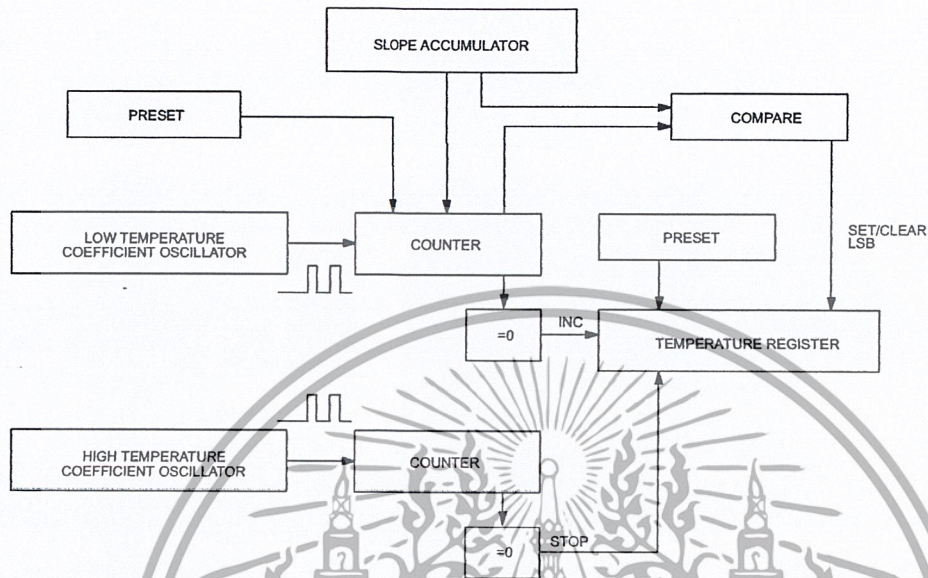 SLOPE ACCUMULATOR
PRESET
COMPARE
LOW TEMPERATURE
COEFFICIENT OSCILLATOR
COUNTER
PRESET
SET/CLEAR
LSB
=0
INC
TEMPERATURE REGISTER
HIGH TEMPERATURE
COEFFICIENT OSCILLATOR
COUNTER
=0
STOP